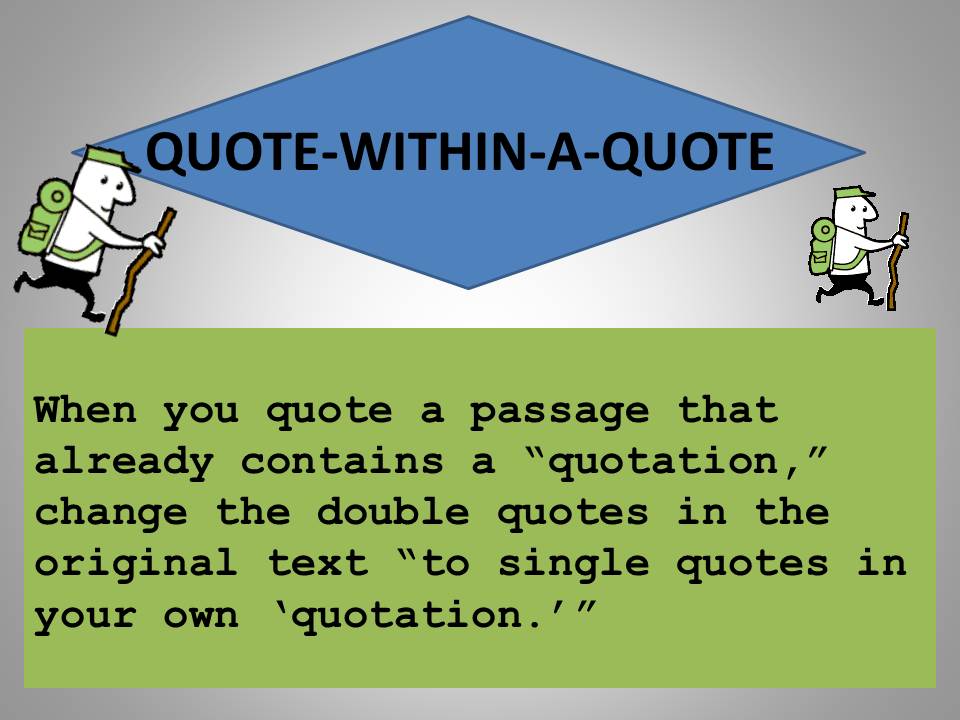 QUOTE-WITHIN-A-QUOTE
When you quote a passage that
already contains a “quotation,”
change the double quotes in the
original text “to single quotes in
your own ‘quotation.’”